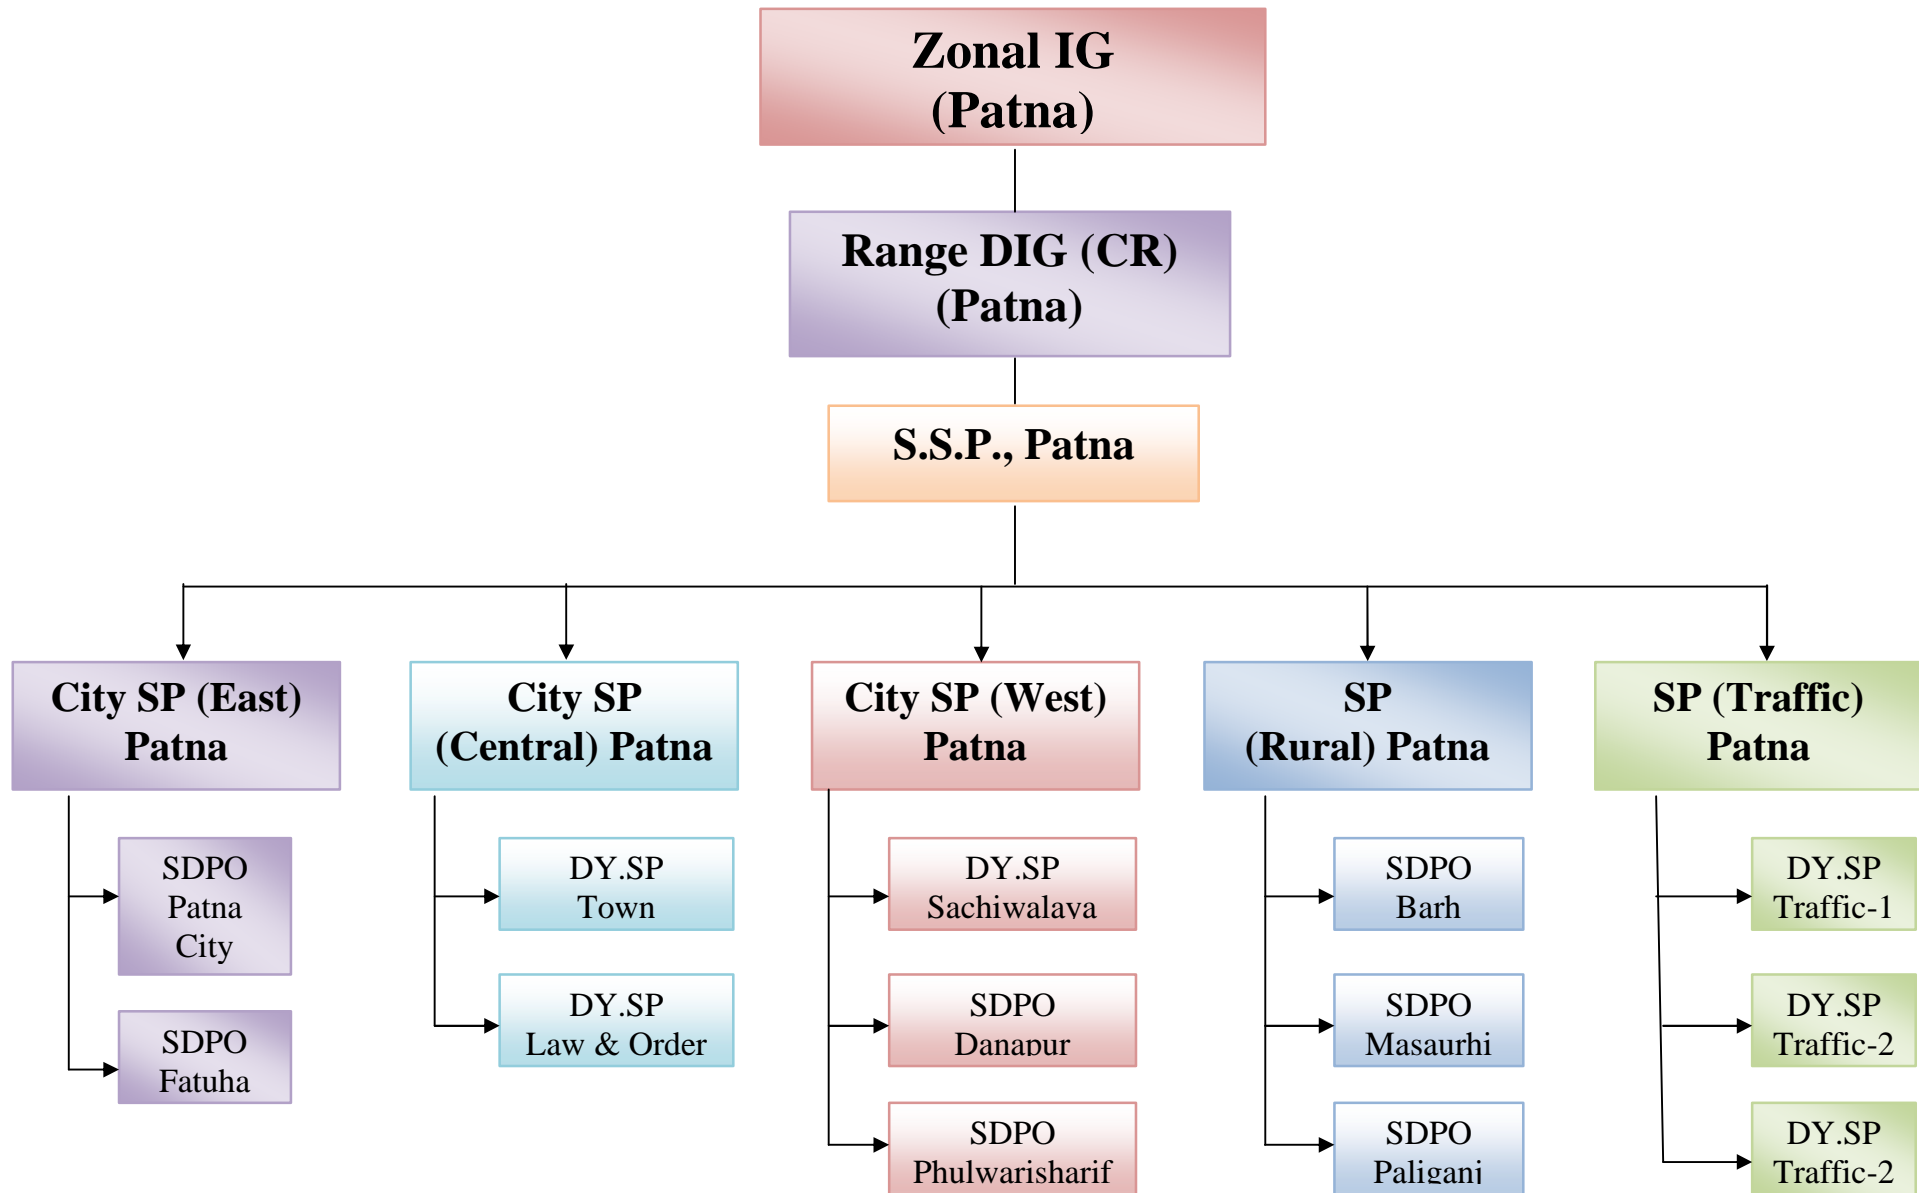 Zonal IG
(Patna)
Range DIG (CR)
(Patna)
S.S.P., Patna
City SP (East)
Patna
City SP
(Central) Patna
City SP (West)
Patna
SP
(Rural) Patna
SP (Traffic)
Patna
SDPO
Patna
City
SDPO
Fatuha
DY.SP
Town
DY.SP
Law & Order
DY.SP
Sachiwalaya
SDPO
Danapur
SDPO
Phulwarisharif
SDPO
Barh
SDPO
Masaurhi
SDPO
Paliganj
DY.SP
Traffic-1
DY.SP
Traffic-2
DY.SP
Traffic-2